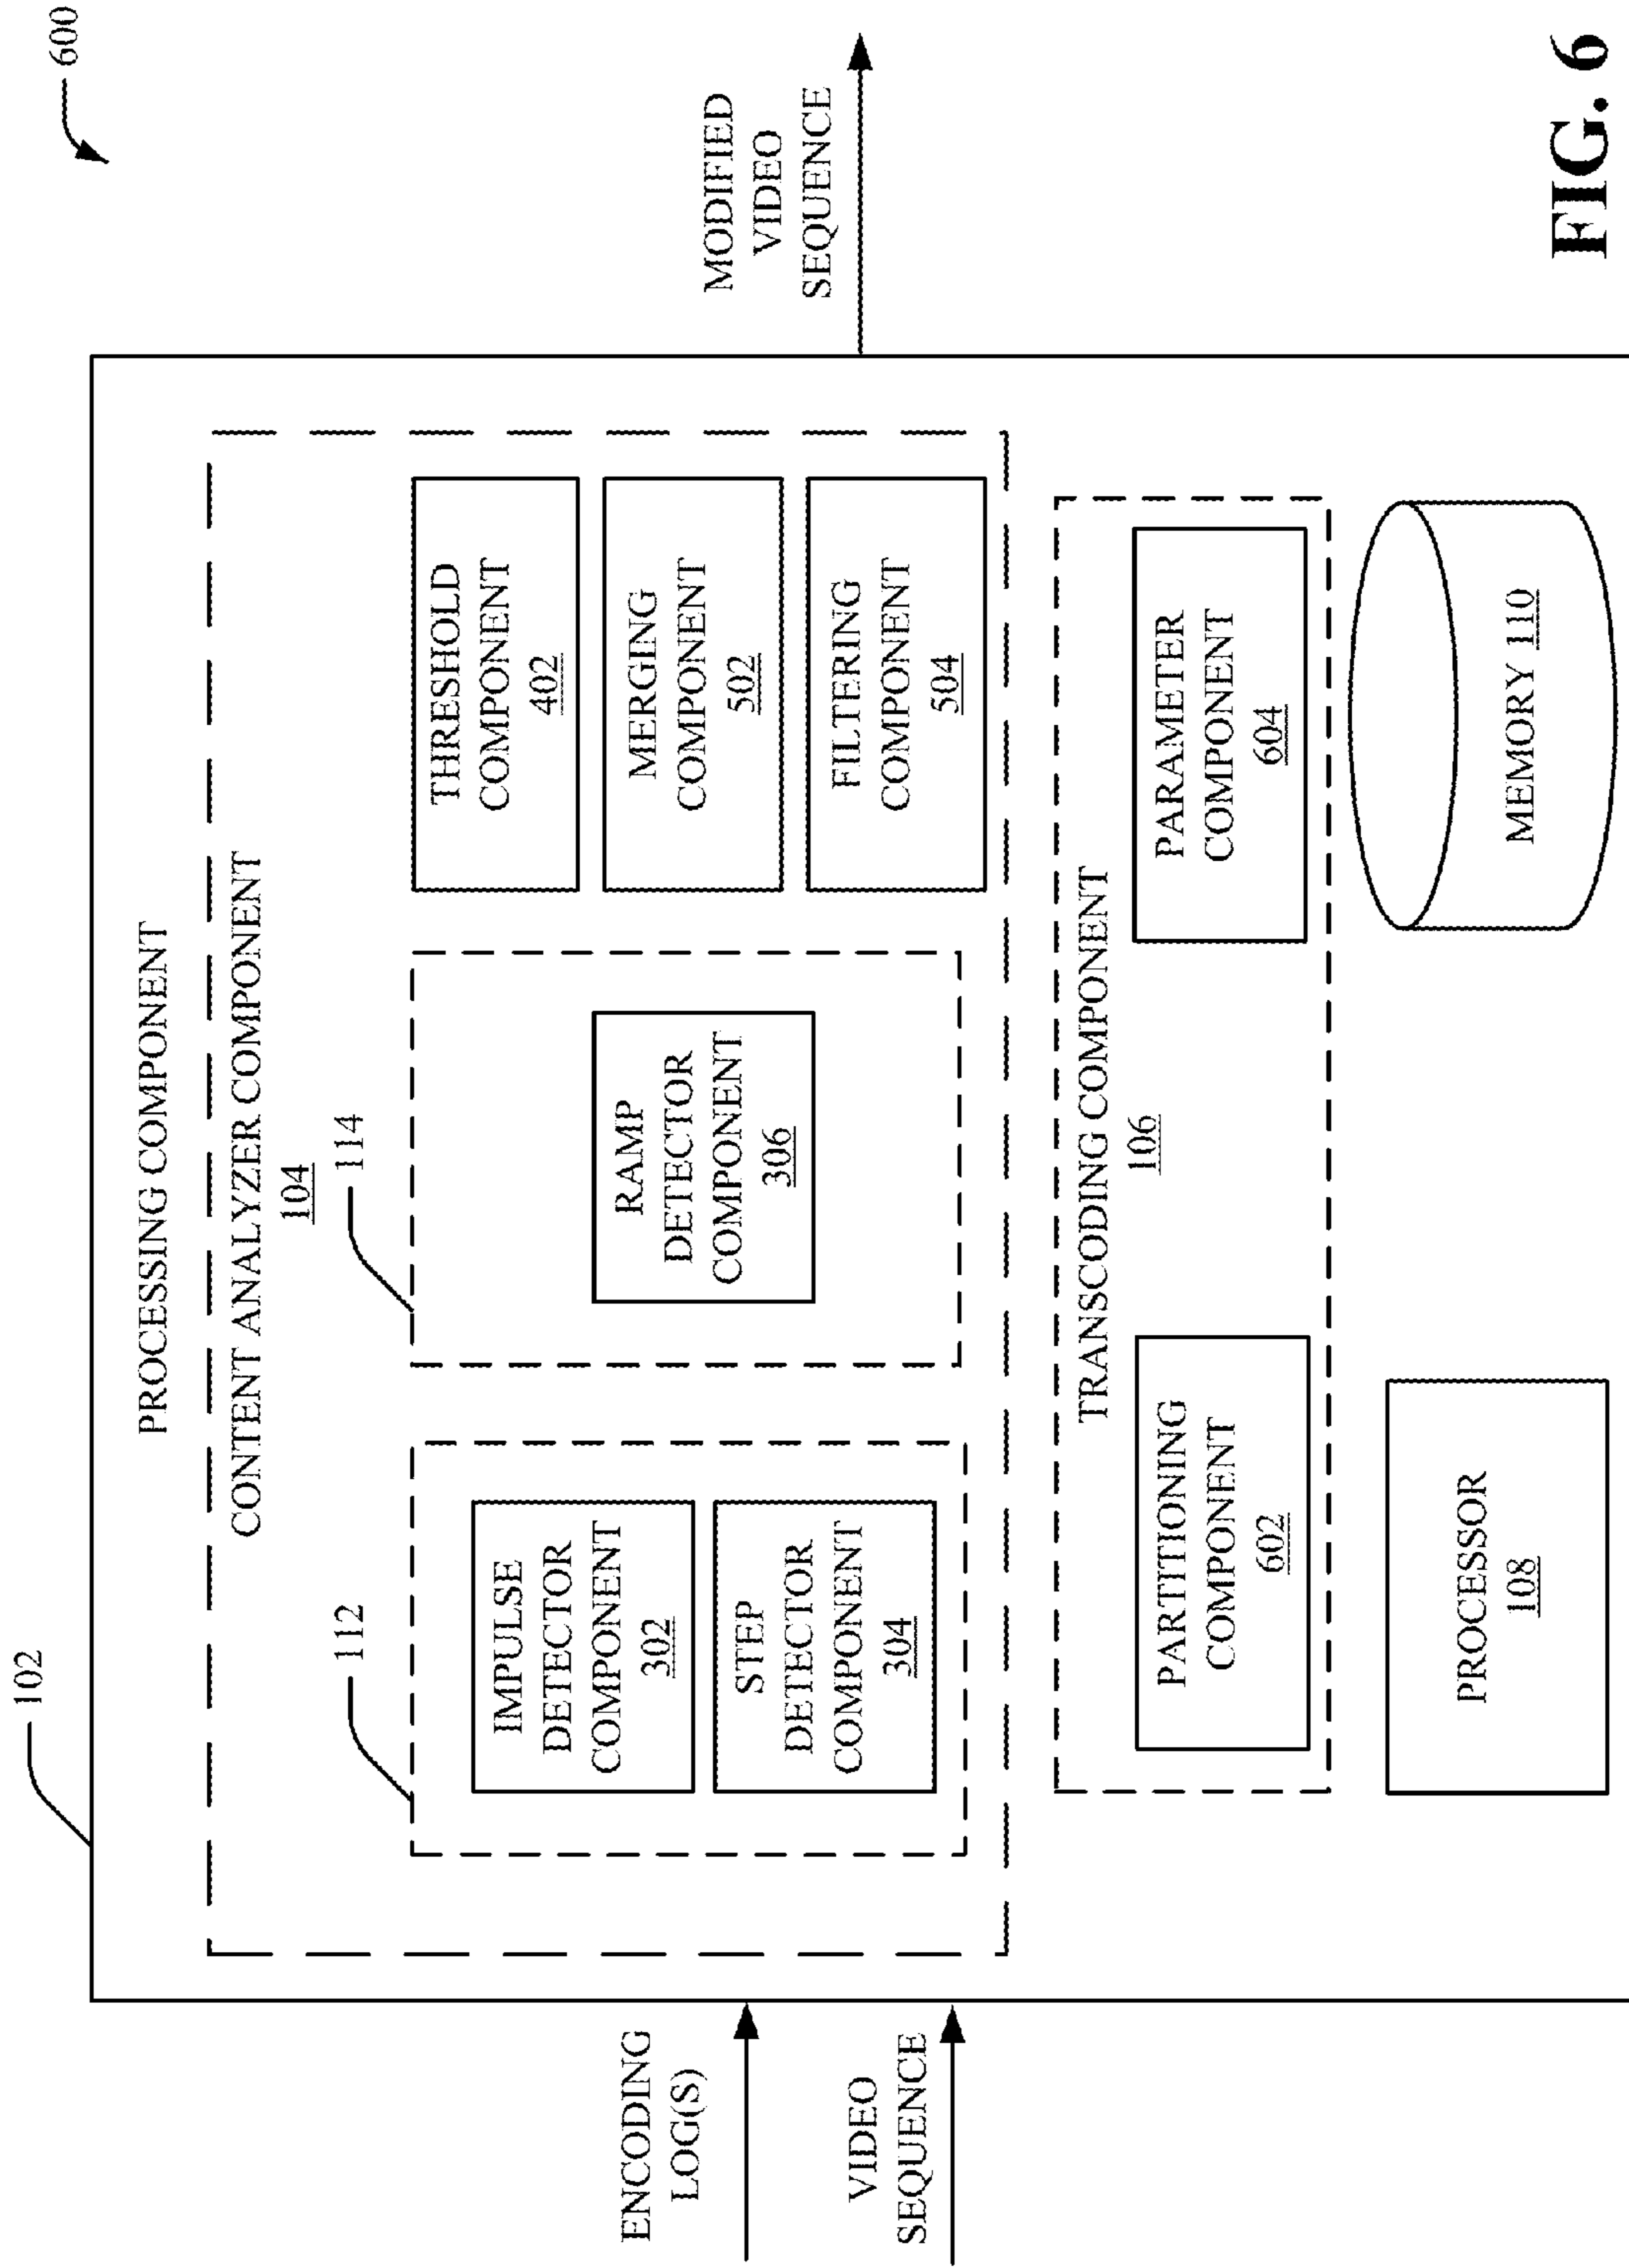 600
102
PROCESSING COMPONENT
CONTENT ANALYZER COMPONENT
104
112
114
IMPULSE
DETECTOR
COMPONENT
302
STEP
DETECTOR
COMPONENT
304
RAMP
DETECTOR
COMPONENT
306
THRESHOLD
COMPONENT
402
MERGING
COMPONENT
502
FILTERING
COMPONENT
504
ENCODING
LOG(S)
VIDEO
SEQUENCE
MODIFIED
VIDEO
SEQUENCE
TRANSCODING COMPONENT
106
PARTITIONING
COMPONENT
602
PARAMETER
COMPONENT
604
PROCESSOR
108
MEMORY 110
FIG. 6